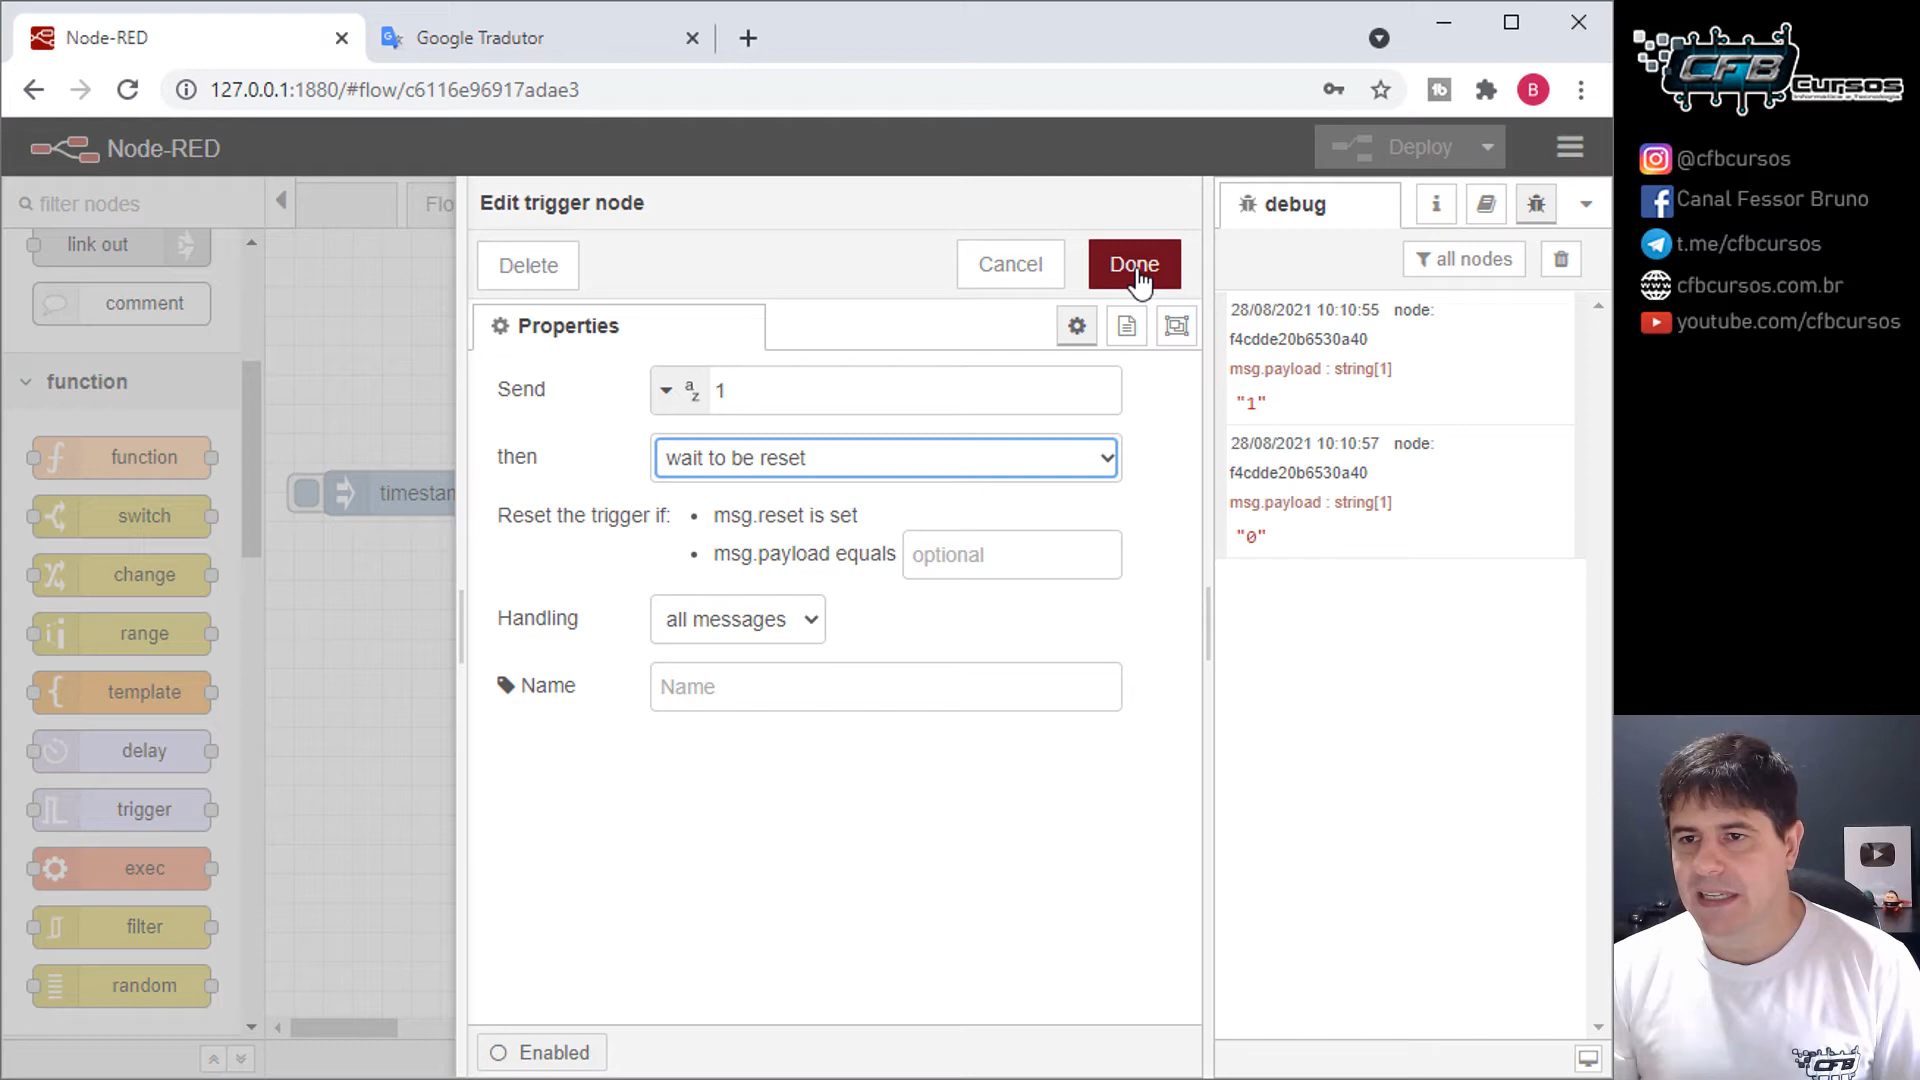 Node-RED
Google Tradutor
127.0.0.1:1880/#flow/c6116e96917adae3
B
Node-RED
Deploy
filter nodes
Flo
link out
comment
function
function
switch
change
range
template
delay
trigger
exec
filter
random
timestan
Edit trigger node
Delete
Cancel
Done
Properties
Send
a z
1
then
wait to be reset
Reset the trigger if:
• msg.reset is set
• msg.payload equals
optional
Handling
all messages
Name
Name
Enabled
debug
all nodes
28/08/2021 10:10:55 node:
f4cdde20b6530a40
msg.payload : string[1]
"1"
28/08/2021 10:10:57 node:
f4cdde20b6530a40
msg.payload : string[1]
"0"
CFB
Cursos
@cfbcursos
Canal Fessor Bruno
t.me/cfbcursos
cfbcursos.com.br
youtube.com/cfbcursos
CFB